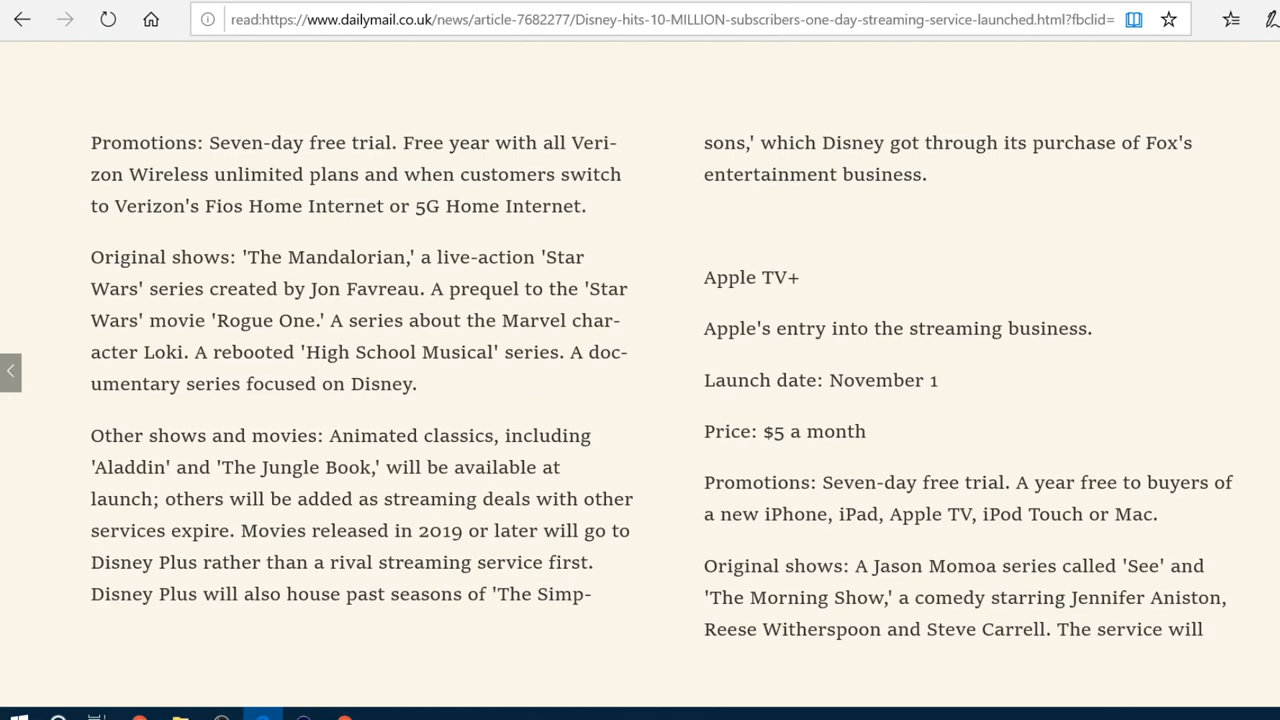 read:https://www.dailymail.co.uk/news/article-7682277/Disney-hits-10-MILLION-subscribers-one-day-streaming-service-launched.html?fbclid=
Promotions: Seven-day free trial. Free year with all Veri-
zon Wireless unlimited plans and when customers switch
to Verizon's Fios Home Internet or 5G Home Internet.
Original shows: 'The Mandalorian,' a live-action 'Star
Wars' series created by Jon Favreau. A prequel to the 'Star
Wars' movie 'Rogue One.' A series about the Marvel char-
acter Loki. A rebooted 'High School Musical' series. A doc-
umentary series focused on Disney.
Other shows and movies: Animated classics, including
'Aladdin' and 'The Jungle Book,' will be available at
launch; others will be added as streaming deals with other
services expire. Movies released in 2019 or later will go to
Disney Plus rather than a rival streaming service first.
Disney Plus will also house past seasons of 'The Simp-
sons,' which Disney got through its purchase of Fox's
entertainment business.
Apple TV+
Apple's entry into the streaming business.
Launch date: November 1
Price: $5 a month
Promotions: Seven-day free trial. A year free to buyers of
a new iPhone, iPad, Apple TV, iPod Touch or Mac.
Original shows: A Jason Momoa series called 'See' and
'The Morning Show,' a comedy starring Jennifer Aniston,
Reese Witherspoon and Steve Carrell. The service will